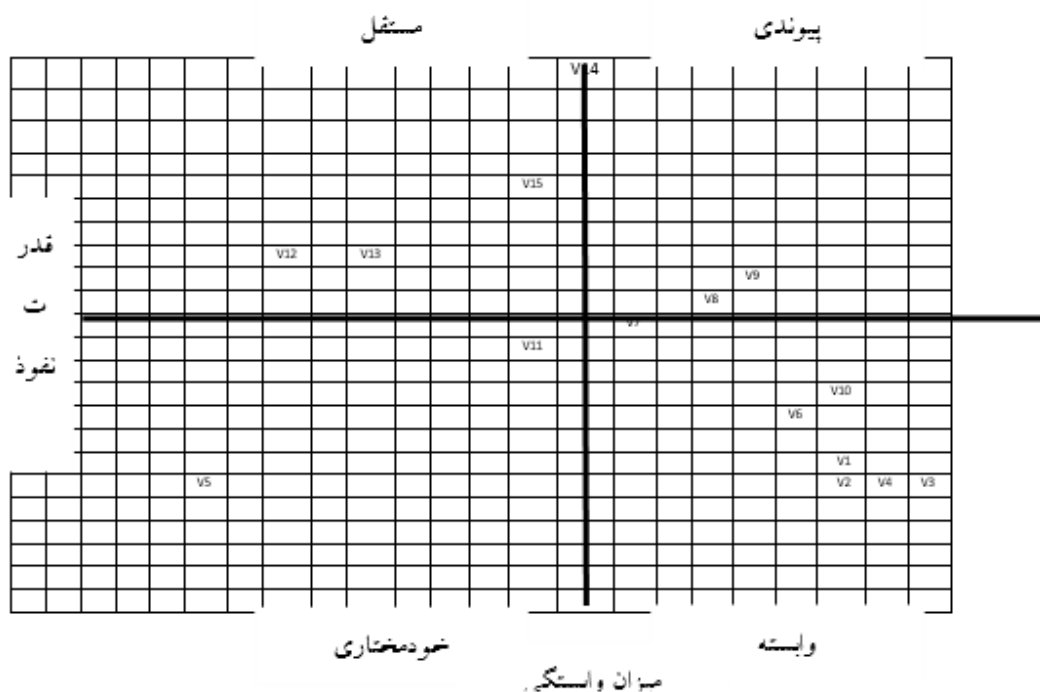 پیوندی
مستقل
V14
V15
قدر
ت
نفوذ
V12
V13
V9
V8
V7
V11
V10
V6
V1
V5
V2
V4
V3
وابسته
خودمختاری
میزان وابستگی